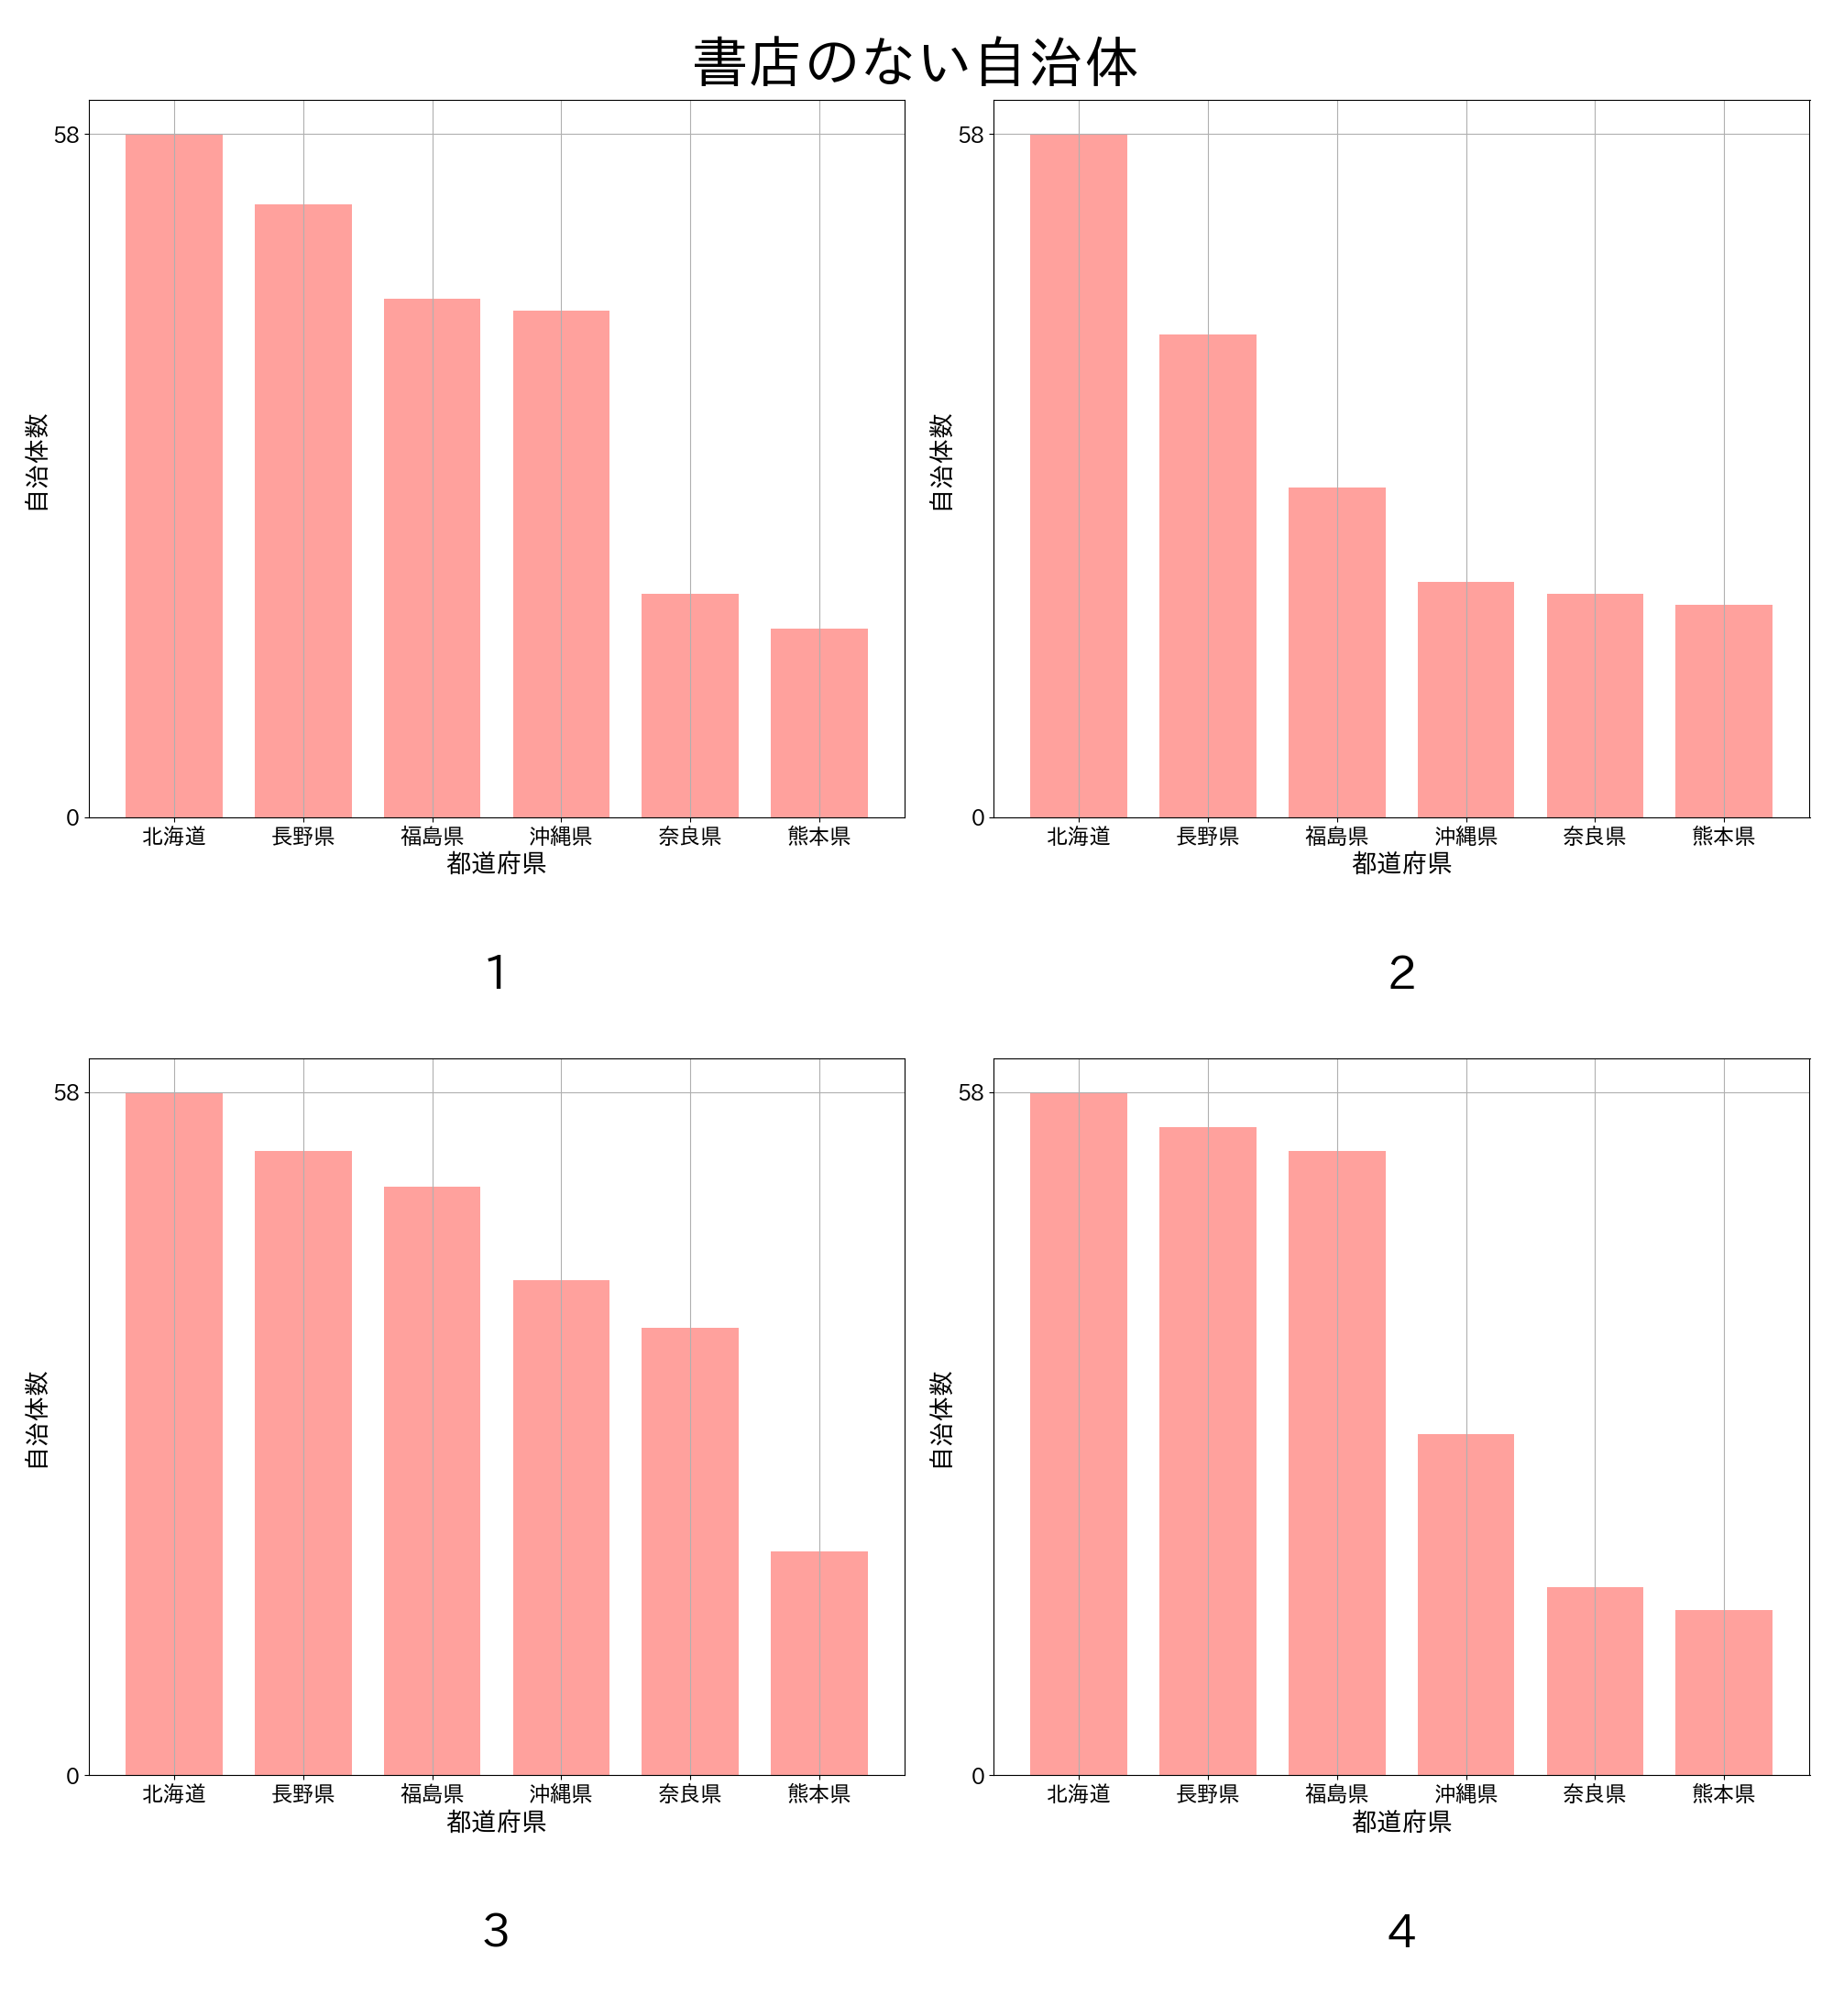 書店のない自治体
58
0
自治体数
北海道 長野県 福島県 沖縄県 奈良県 熊本県
都道府県
1
58
0
自治体数
北海道 長野県 福島県 沖縄県 奈良県 熊本県
都道府県
2
58
0
自治体数
北海道 長野県 福島県 沖縄県 奈良県 熊本県
都道府県
3
58
0
自治体数
北海道 長野県 福島県 沖縄県 奈良県 熊本県
都道府県
4